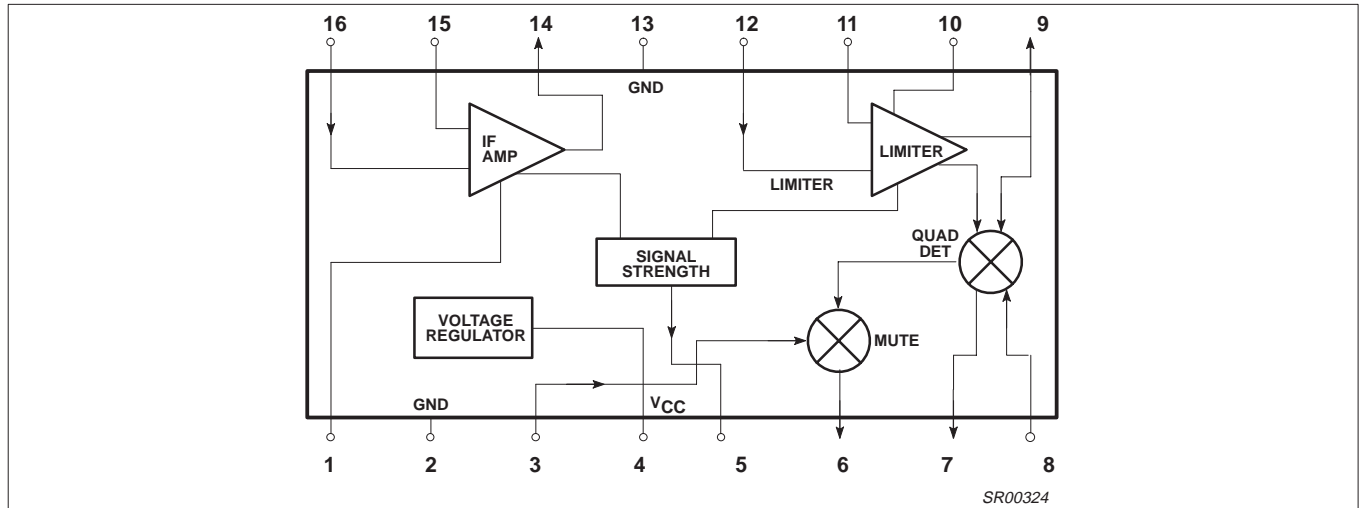 16 15 14 13 12 11 10 9
GND
IF
AMP
LIMITER
LIMITER
QUAD
DET
SIGNAL
STRENGTH
VOLTAGE
REGULATOR
MUTE
GND
VCC
1 2 3 4 5 6 7 8
SR00324